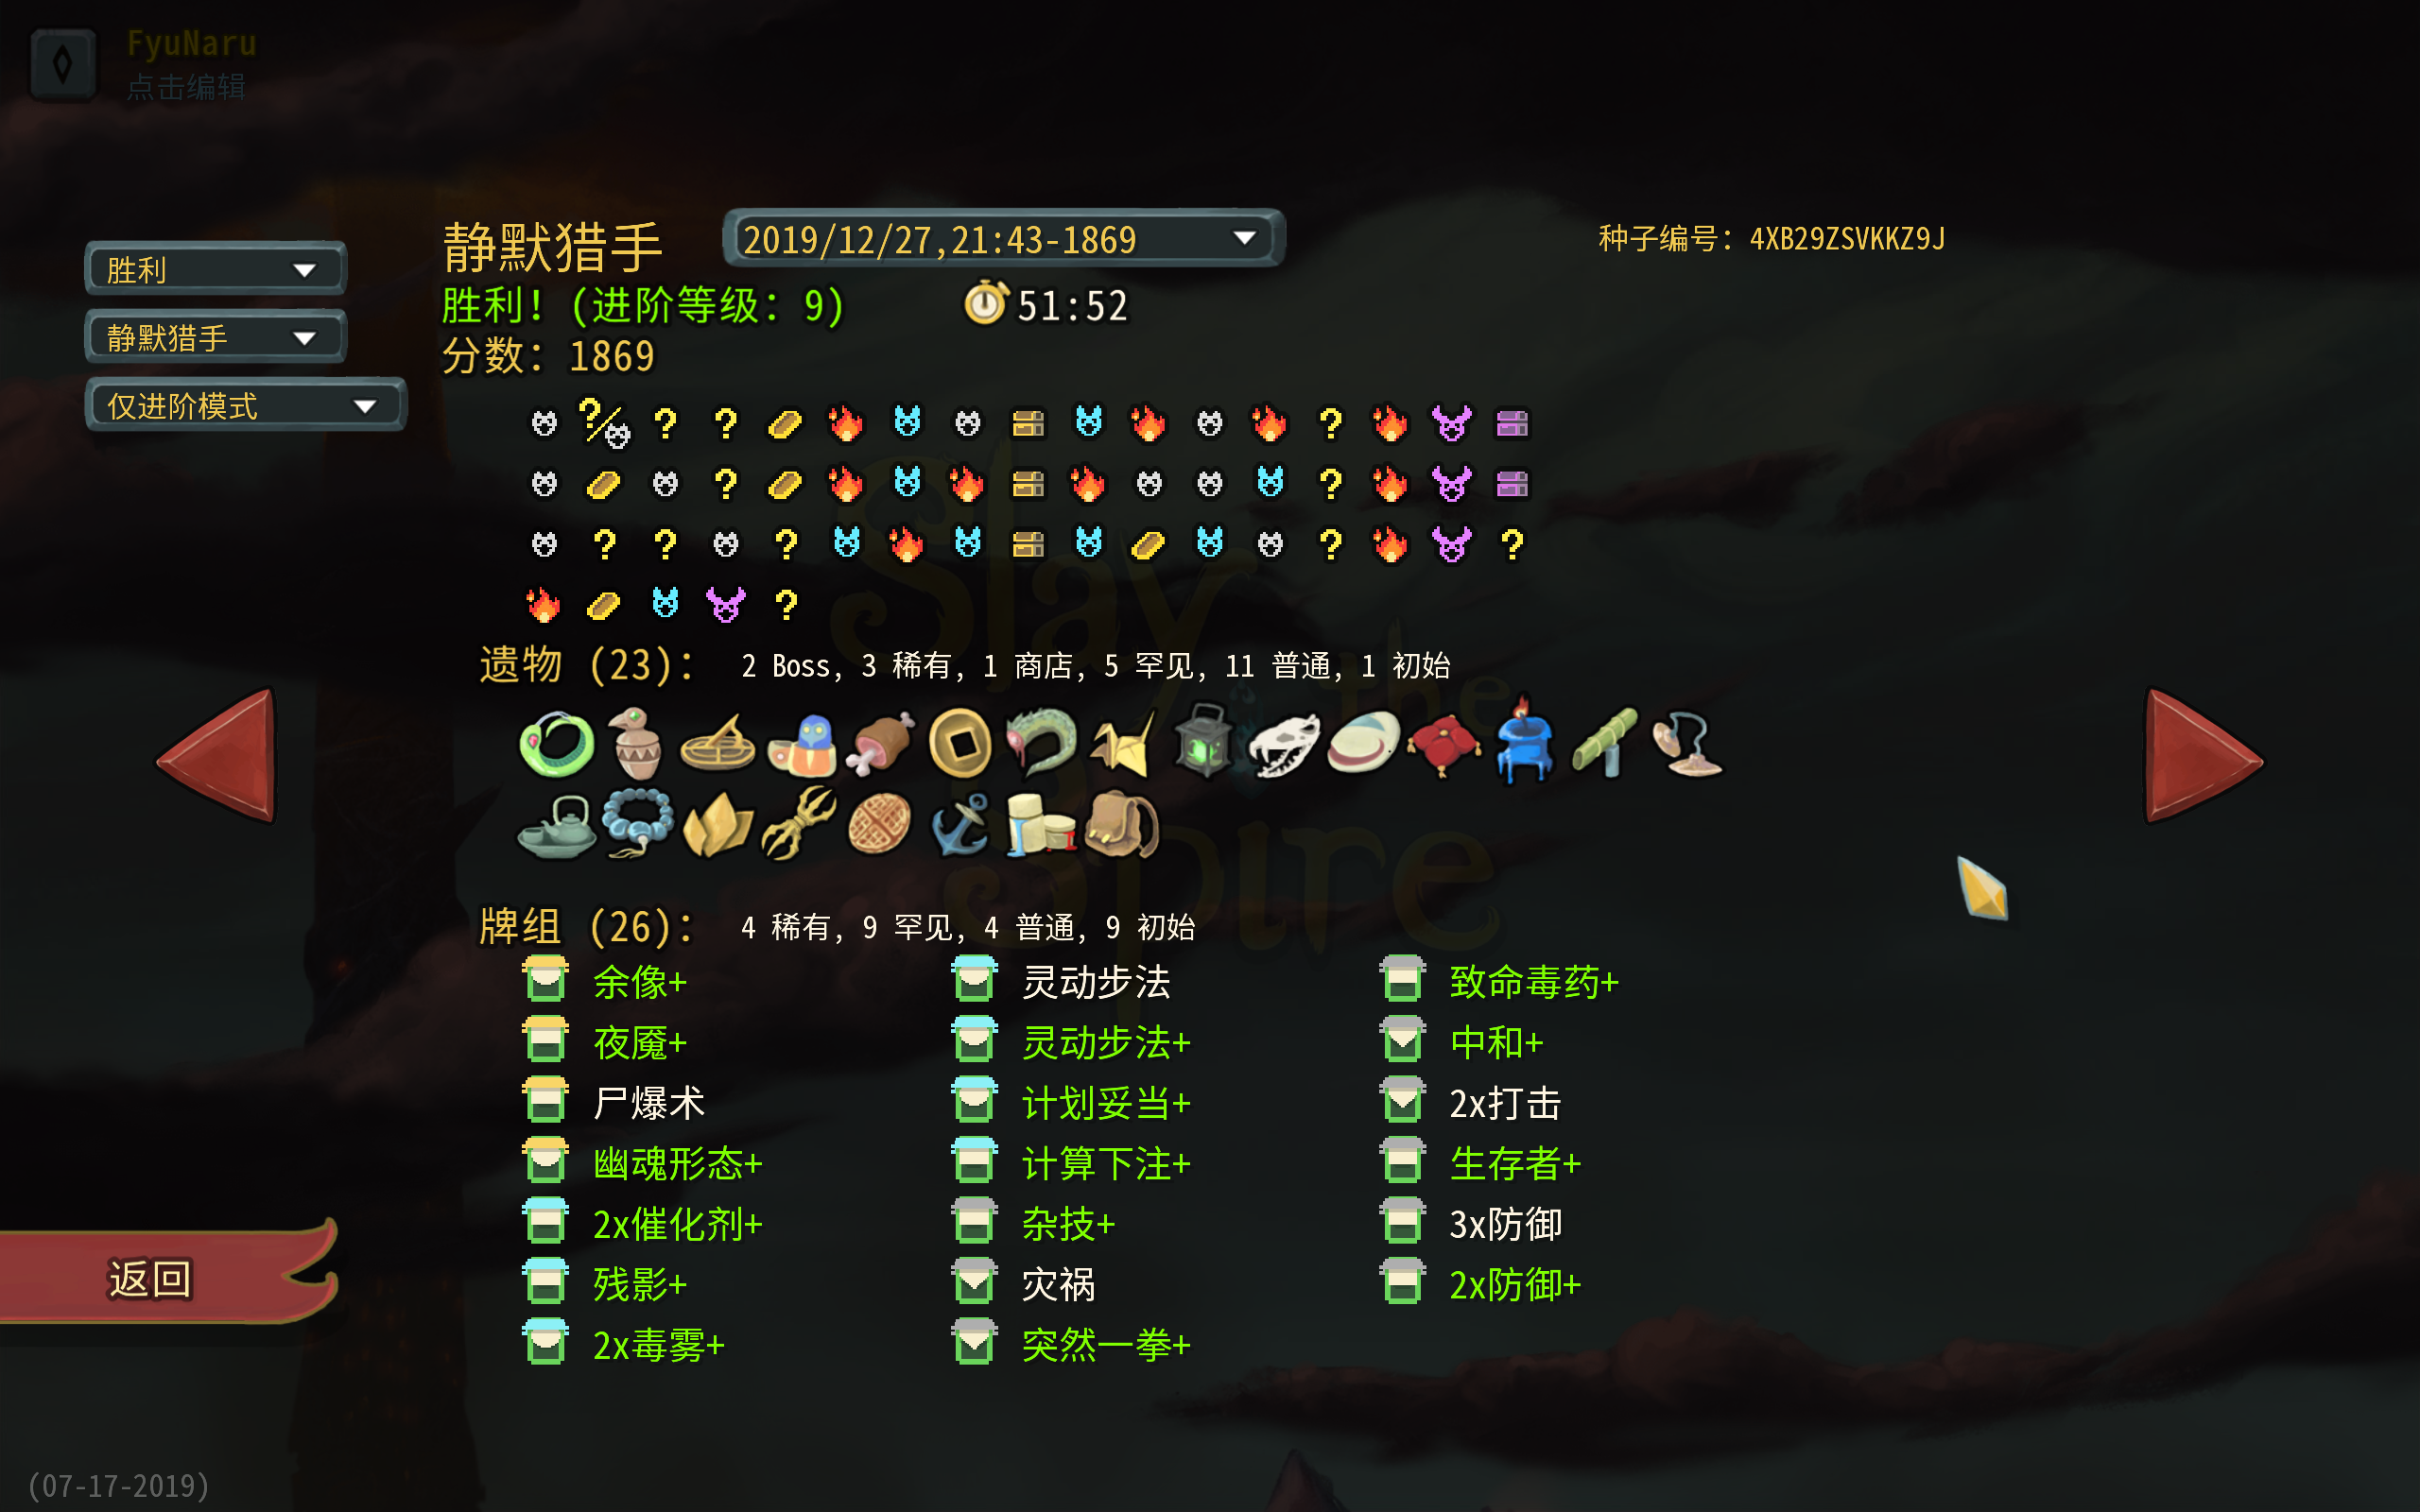 FyuNaru
点击编辑
静默猎手
2019/12/27,21:43-1869
种子编号: 4XB29ZSVKKZ9J
胜利
静默猎手
仅进阶模式
胜利! (进阶等级: 9)
51:52
分数: 1869
遗物 (23): 2 Boss, 3 稀有, 1 商店, 5 罕见, 11 普通, 1 初始
牌组 (26): 4 稀有, 9 罕见, 4 普通, 9 初始
余像+
夜魇+
尸爆术
幽魂形态+
2x催化剂+
残影+
2x毒雾+
灵动步法
灵动步法+
计划妥当+
计算下注+
杂技+
灾祸
突然一拳+
致命毒药+
中和+
2x打击
生存者+
3x防御
2x防御+
返回
Slay
the
Spire
(07-17-2019)